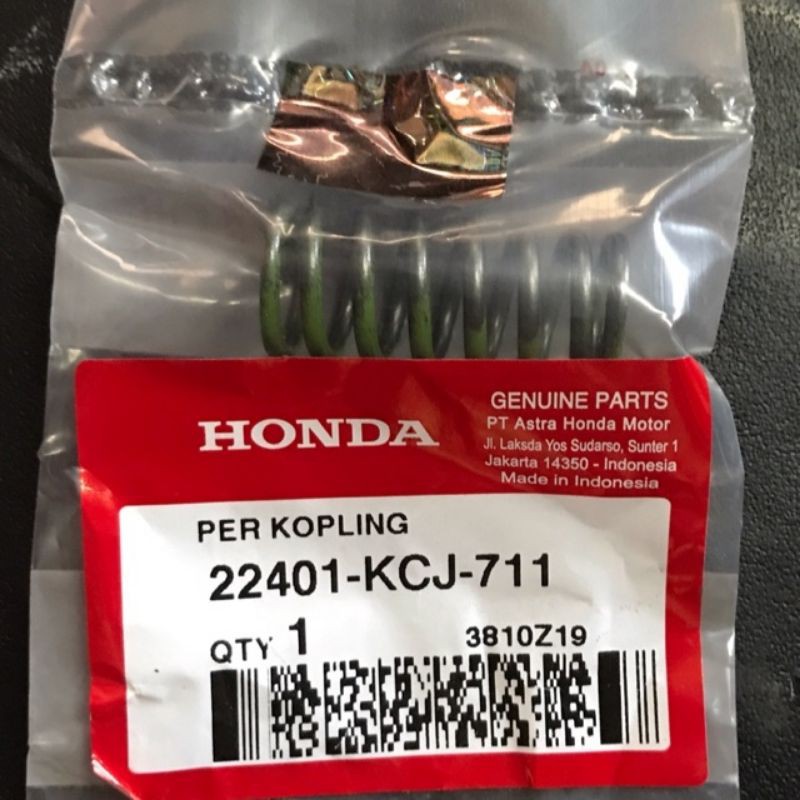 HONDA
GENUINE PARTS
PT Astra Honda Motor
Jl. Laksda Yos Sudarso, Sunter 1
Jakarta 14350 - Indonesia
Made in Indonesia
PER KOPLING
22401-KCJ-711
QTY 1
3810Z19